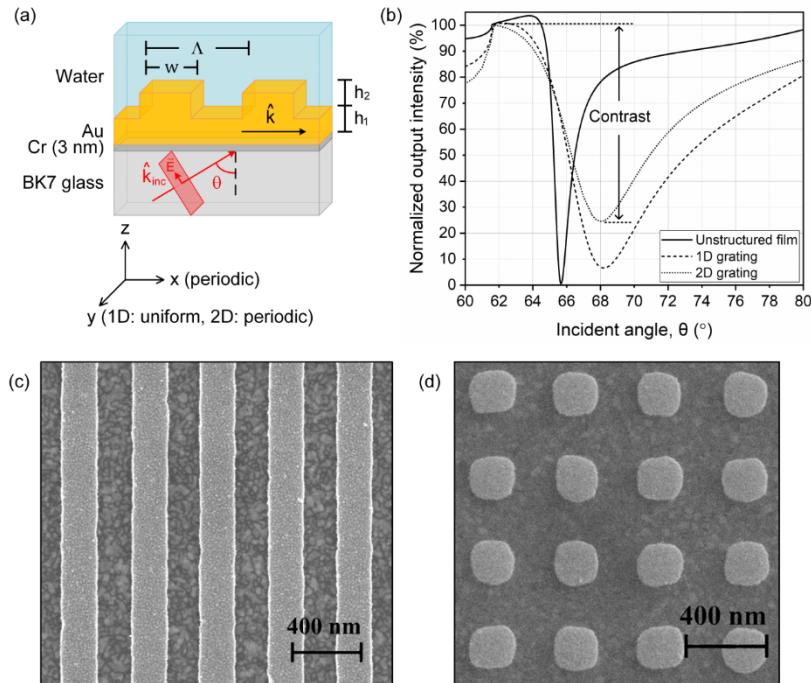 (a)
Λ
w
Water
h₂
h₁
k̂
Au
Cr (3 nm)
BK7 glass
k̂inc
E⃗
θ
z
x (periodic)
y (1D: uniform, 2D: periodic)
(b)
Normalized output intensity (%)
100
90
80
70
60
50
40
30
20
10
0
60 62 64 66 68 70 72 74 76 78 80
Incident angle, θ (°)
Contrast
Unstructured film
1D grating
2D grating
(c)
400 nm
(d)
400 nm